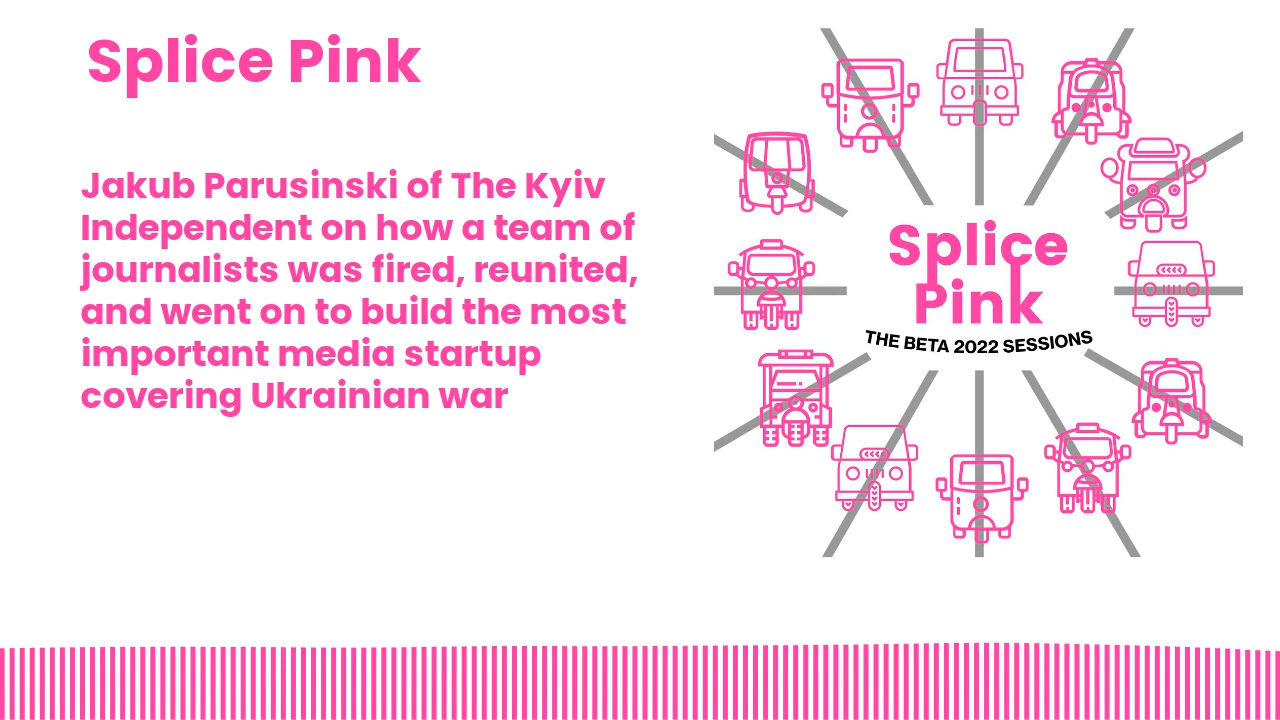 Splice Pink
Jakub Parusinski of The Kyiv
Independent on how a team of
journalists was fired, reunited,
and went on to build the most
important media startup
covering Ukrainian war
Splice
Pink
THE BETA 2022 SESSIONS